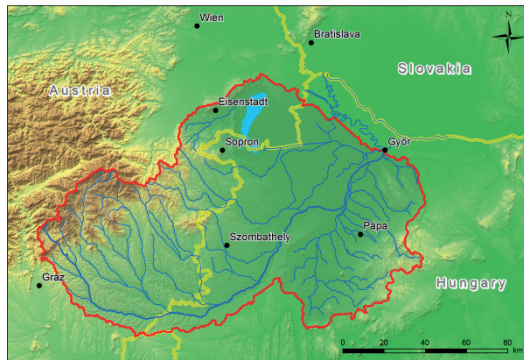 Wien
Bratislava
N
Slovakia
Austria
Eisenstadt
Sopron
Győr
Szombathely
Pápa
Graz
Hungary
0 20 40 60 80
km